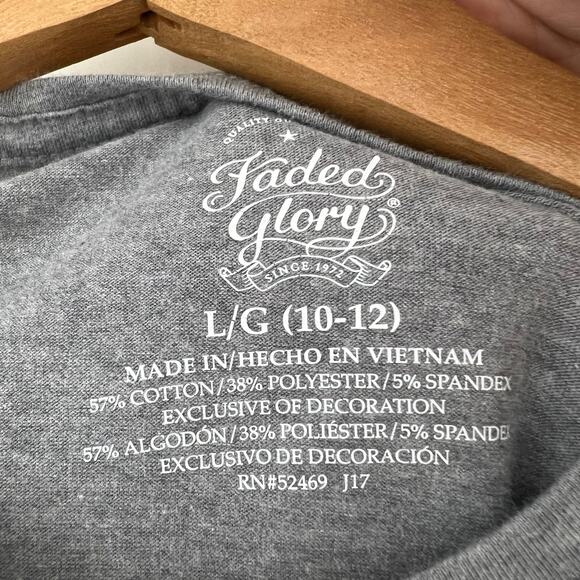 QUALITY
Faded
Glory®
SINCE 1972
L/G (10-12)
MADE IN/HECHO EN VIETNAM
57% COTTON/38% POLYESTER/5% SPANDEX
EXCLUSIVE OF DECORATION
57% ALGODÓN/38% POLIÉSTER/5% SPANDEX
EXCLUSIVO DE DECORACIÓN
RN#52469 J17